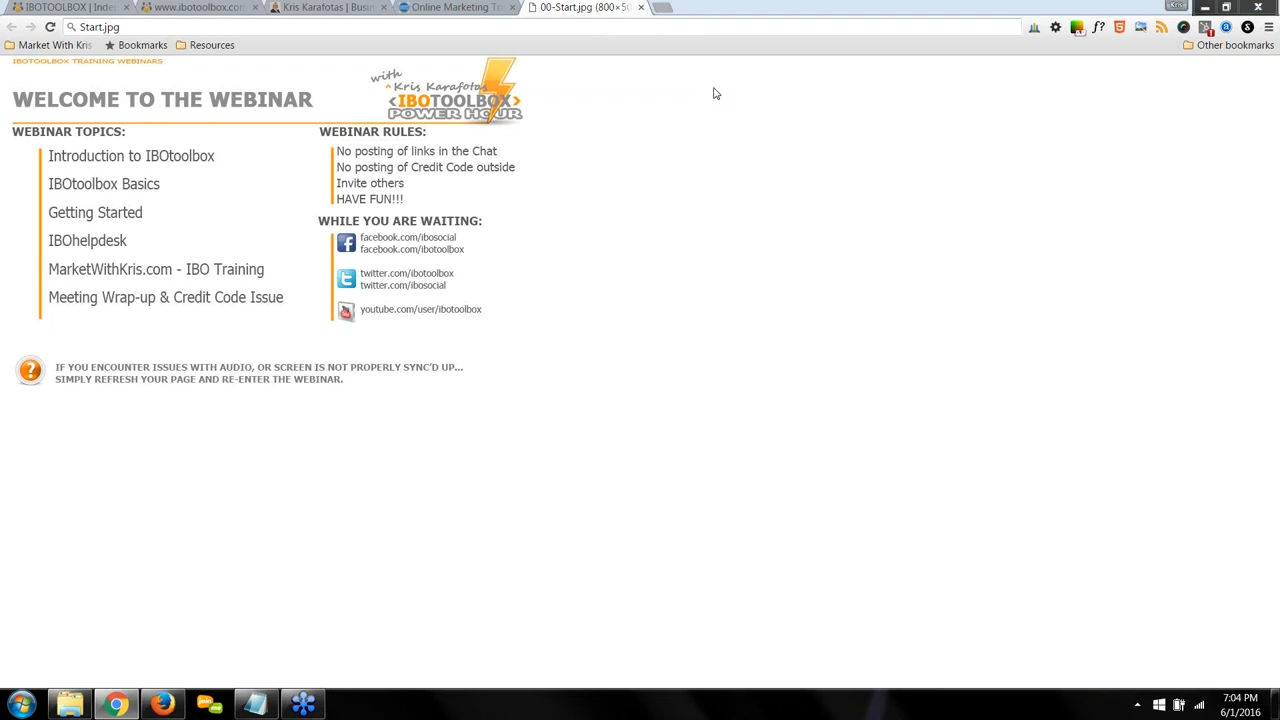 IBOTOOLBOX | Indep
www.ibotoolbox.com
Kris Karafotas | Busin
Online Marketing To
00-Start.jpg (800×50
Kris
Start.jpg
Market With Kris
Bookmarks
Resources
Other bookmarks
IBOTOOLBOX TRAINING WEBINARS
WELCOME TO THE WEBINAR
with
^ Kris Karafotas
<IBOTOOLBOX>
POWER HOUR
WEBINAR TOPICS:
Introduction to IBOtoolbox
IBOtoolbox Basics
Getting Started
IBOhelpdesk
MarketWithKris.com - IBO Training
Meeting Wrap-up & Credit Code Issue
WEBINAR RULES:
No posting of links in the Chat
No posting of Credit Code outside
Invite others
HAVE FUN!!!
WHILE YOU ARE WAITING:
facebook.com/ibosocial
facebook.com/ibotoolbox
twitter.com/ibotoolbox
twitter.com/ibosocial
youtube.com/user/ibotoolbox
IF YOU ENCOUNTER ISSUES WITH AUDIO, OR SCREEN IS NOT PROPERLY SYNC'D UP...
SIMPLY REFRESH YOUR PAGE AND RE-ENTER THE WEBINAR.
7:04 PM
6/1/2016